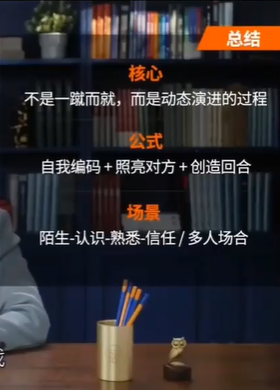 总结
核心
不是一蹴而就，而是动态演进的过程
公式
自我编码 + 照亮对方 + 创造回合
场景
陌生-认识-熟悉-信任 / 多人场合